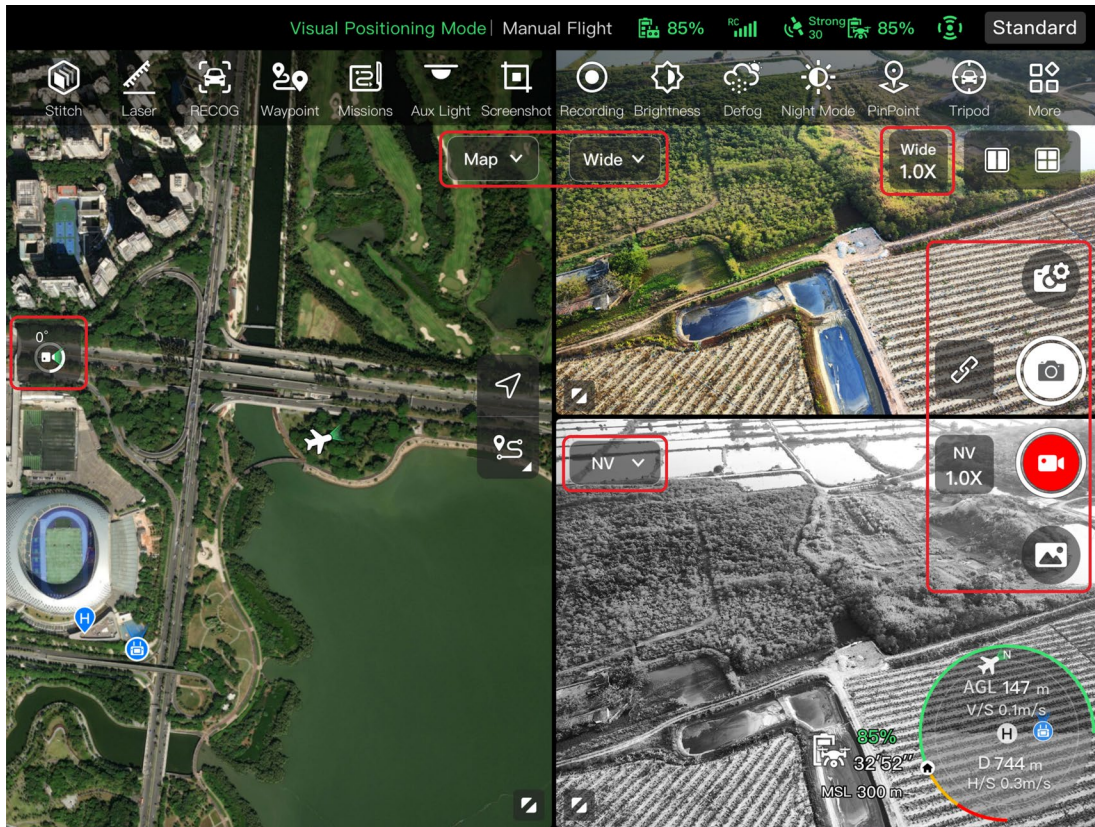 Visual Positioning Mode | Manual Flight 85% RC Strong 30 85% Standard
Stitch Laser RECOG Waypoint Missions Aux Light Screenshot Recording Brightness Defog Night Mode PinPoint Tripod More
Map Wide Wide
1.0X
0°
NV NV
1.0X
H
N
AGL 147 m
V/S 0.1m/s
H
85%
32'52"
D 744 m
MSL 300 m
H/S 0.3m/s